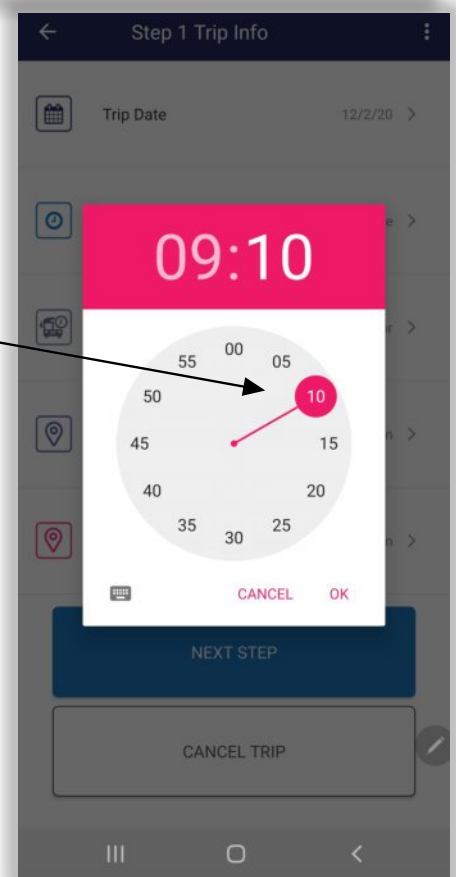 Step 1 Trip Info
Trip Date 12/2/20
e
09:10
r
00
55 05
50 10
45 15
n
40 20
35 25
30
n
CANCEL OK
NEXT STEP
CANCEL TRIP